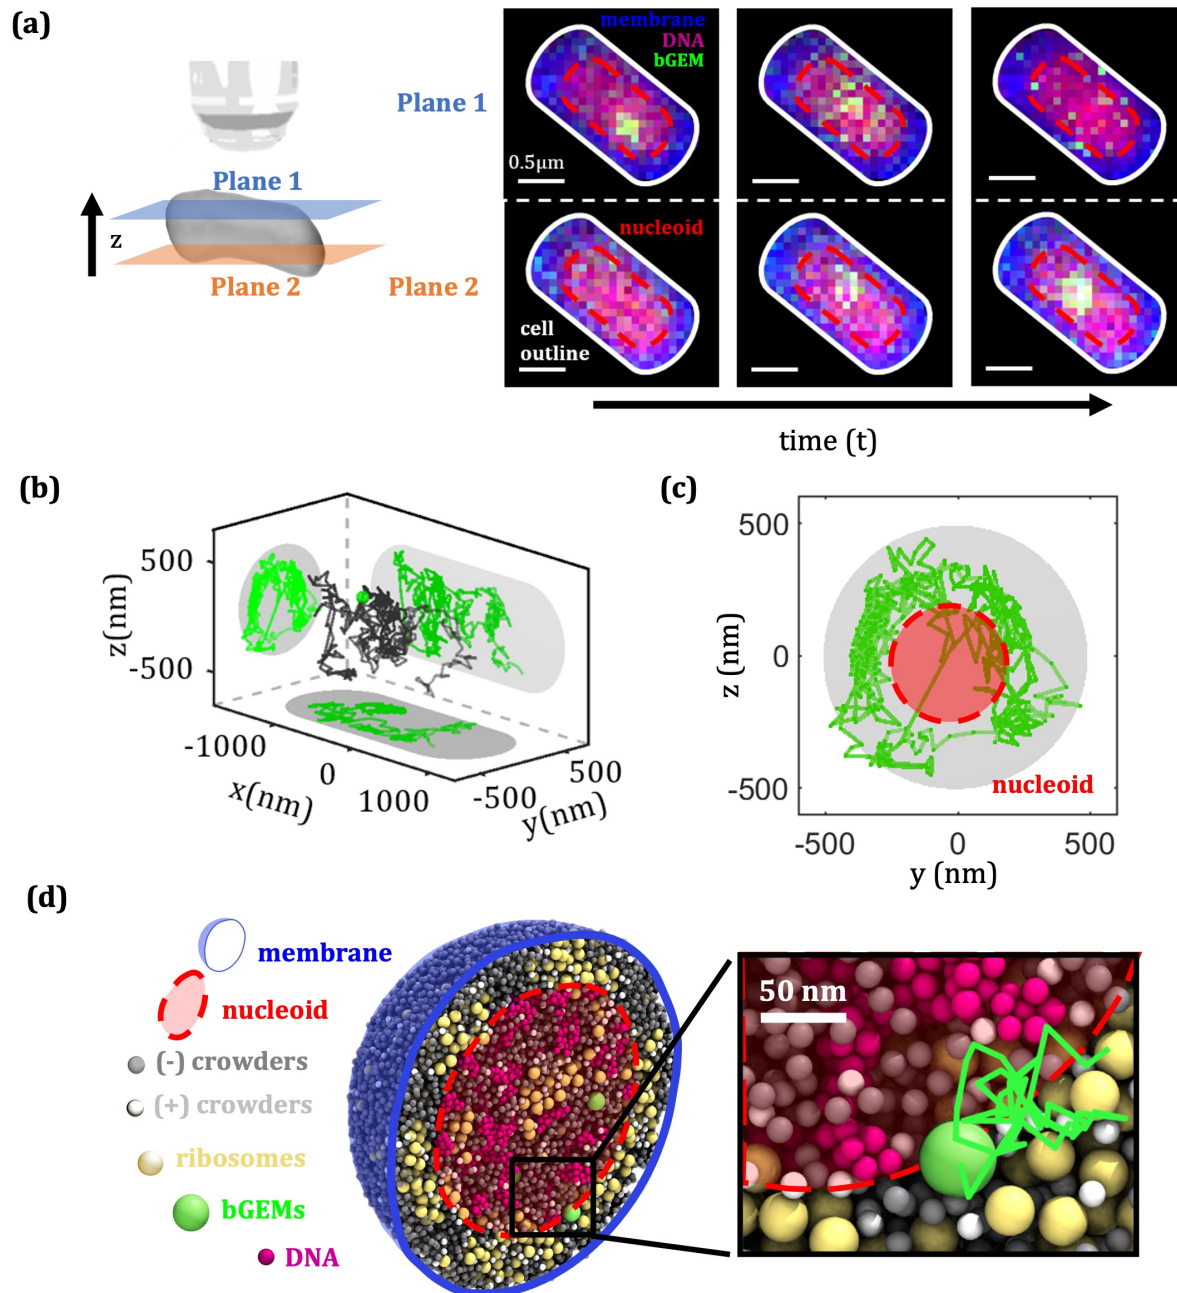 (a)
Plane 1
z
Plane 2
Plane 1
Plane 2
membrane
DNA
bGEM
0.5μm
nucleoid
cell
outline
time (t)
(b)
z(nm)
500
0
-500
-1000
0
1000
x(nm)
-500
500
y(nm)
(c)
z (nm)
500
0
-500
nucleoid
-500
0
500
y (nm)
(d)
membrane
nucleoid
(-) crowders
(+) crowders
ribosomes
bGEMs
DNA
50 nm